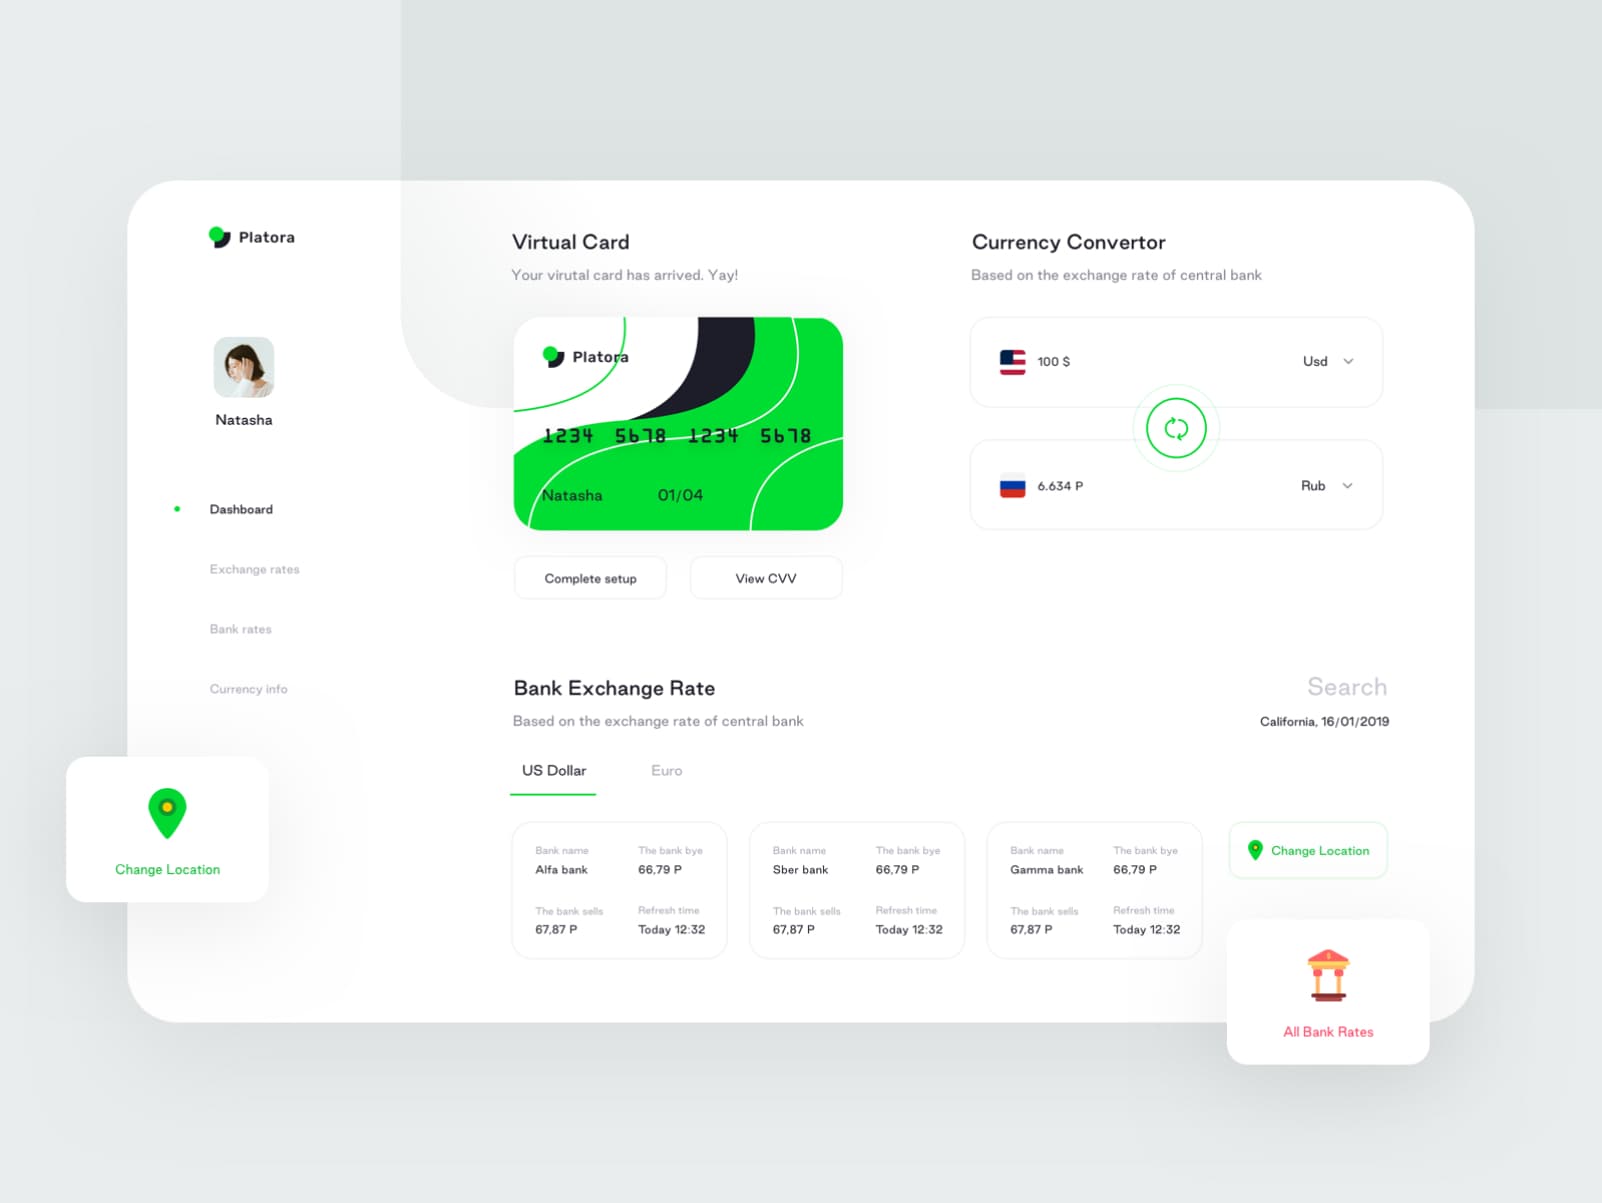 Platora
Natasha
Dashboard
Exchange rates
Bank rates
Currency info
Change Location
Virtual Card
Your virutal card has arrived. Yay!
Platora
1234 5678 1234 5678
Natasha 01/04
Complete setup View CVV
Currency Convertor
Based on the exchange rate of central bank
100 $ Usd
6.634 P Rub
Bank Exchange Rate
Based on the exchange rate of central bank
Search
California, 16/01/2019
US Dollar Euro
Bank name The bank bye
Alfa bank 66,79 P
The bank sells Refresh time
67,87 P Today 12:32
Bank name The bank bye
Sber bank 66,79 P
The bank sells Refresh time
67,87 P Today 12:32
Bank name The bank bye
Gamma bank 66,79 P
The bank sells Refresh time
67,87 P Today 12:32
Change Location
All Bank Rates